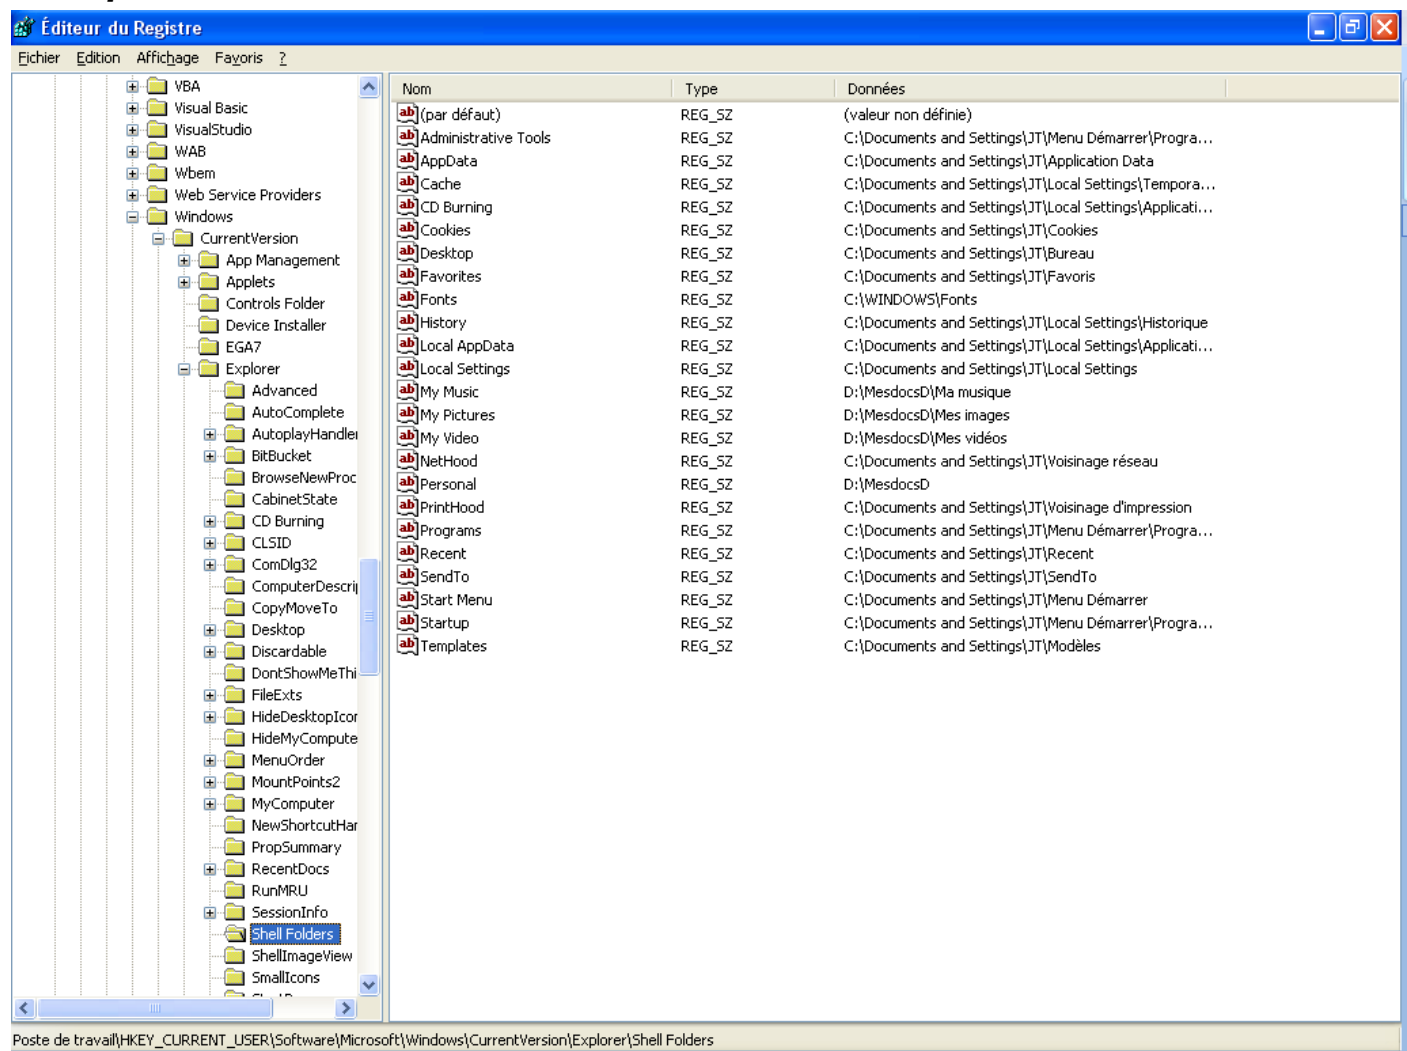 Éditeur du Registre
Fichier Edition Affichage Favoris ?
VBA
Visual Basic
VisualStudio
WAB
Wbem
Web Service Providers
Windows
CurrentVersion
App Management
Applets
Controls Folder
Device Installer
EGA7
Explorer
Advanced
AutoComplete
AutoplayHandler
BitBucket
BrowseNewProc
CabinetState
CD Burning
CLSID
ComDlg32
ComputerDescrip
CopyMoveTo
Desktop
Discardable
DontShowMeThi
FileExts
HideDesktopIcon
HideMyCompute
MenuOrder
MountPoints2
MyComputer
NewShortcutHan
PropSummary
RecentDocs
RunMRU
SessionInfo
Shell Folders
ShellImageView
SmallIcons
Nom Type Données
(par défaut) REG_SZ (valeur non définie)
Administrative Tools REG_SZ C:\Documents and Settings\JT\Menu Démarrer\Progra...
AppData REG_SZ C:\Documents and Settings\JT\Application Data
Cache REG_SZ C:\Documents and Settings\JT\Local Settings\Tempora...
CD Burning REG_SZ C:\Documents and Settings\JT\Local Settings\Applicati...
Cookies REG_SZ C:\Documents and Settings\JT\Cookies
Desktop REG_SZ C:\Documents and Settings\JT\Bureau
Favorites REG_SZ C:\Documents and Settings\JT\Favoris
Fonts REG_SZ C:\WINDOWS\Fonts
History REG_SZ C:\Documents and Settings\JT\Local Settings\Historique
Local AppData REG_SZ C:\Documents and Settings\JT\Local Settings\Applicati...
Local Settings REG_SZ C:\Documents and Settings\JT\Local Settings
My Music REG_SZ D:\MesdocsD\Ma musique
My Pictures REG_SZ D:\MesdocsD\Mes images
My Video REG_SZ D:\MesdocsD\Mes vidéos
NetHood REG_SZ C:\Documents and Settings\JT\Voisinage réseau
Personal REG_SZ D:\MesdocsD
PrintHood REG_SZ C:\Documents and Settings\JT\Voisinage d'impression
Programs REG_SZ C:\Documents and Settings\JT\Menu Démarrer\Progra...
Recent REG_SZ C:\Documents and Settings\JT\Recent
SendTo REG_SZ C:\Documents and Settings\JT\SendTo
Start Menu REG_SZ C:\Documents and Settings\JT\Menu Démarrer
Startup REG_SZ C:\Documents and Settings\JT\Menu Démarrer\Progra...
Templates REG_SZ C:\Documents and Settings\JT\Modèles
Poste de travail\HKEY_CURRENT_USER\Software\Microsoft\Windows\CurrentVersion\Explorer\Shell Folders